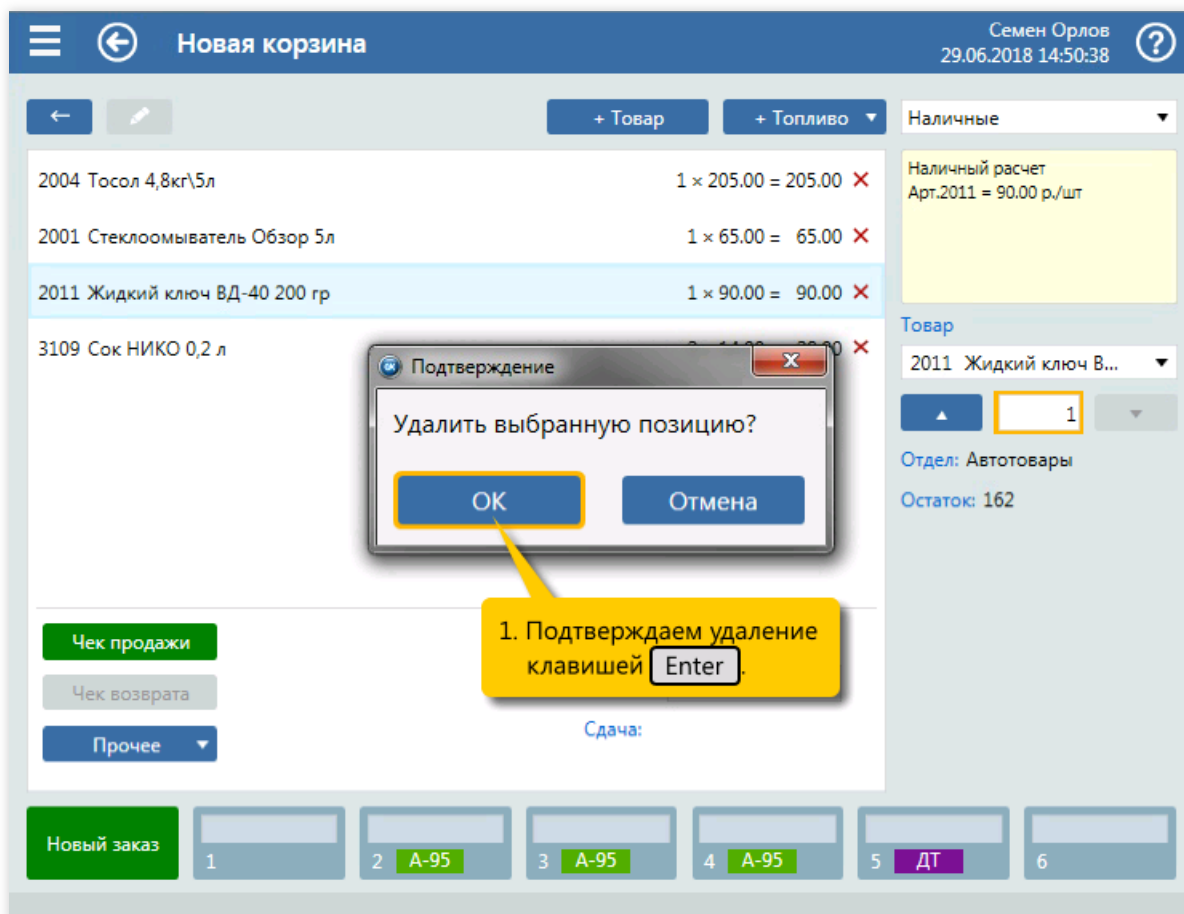 Новая корзина
Семен Орлов
29.06.2018 14:50:38
+ Товар
+ Топливо
Наличные
2004 Тосол 4,8кг\5л 1 × 205.00 = 205.00
2001 Стеклоомыватель Обзор 5л 1 × 65.00 = 65.00
2011 Жидкий ключ ВД-40 200 гр 1 × 90.00 = 90.00
3109 Сок НИКО 0,2 л
Наличный расчет
Арт.2011 = 90.00 р./шт
Товар
2011 Жидкий ключ В...
1
Отдел: Автотовары
Остаток: 162
Подтверждение
Удалить выбранную позицию?
ОК
Отмена
1. Подтверждаем удаление
клавишей Enter.
Чек продажи
Чек возврата
Прочее
Сдача:
Новый заказ
1
2 А-95
3 А-95
4 А-95
5 ДТ
6